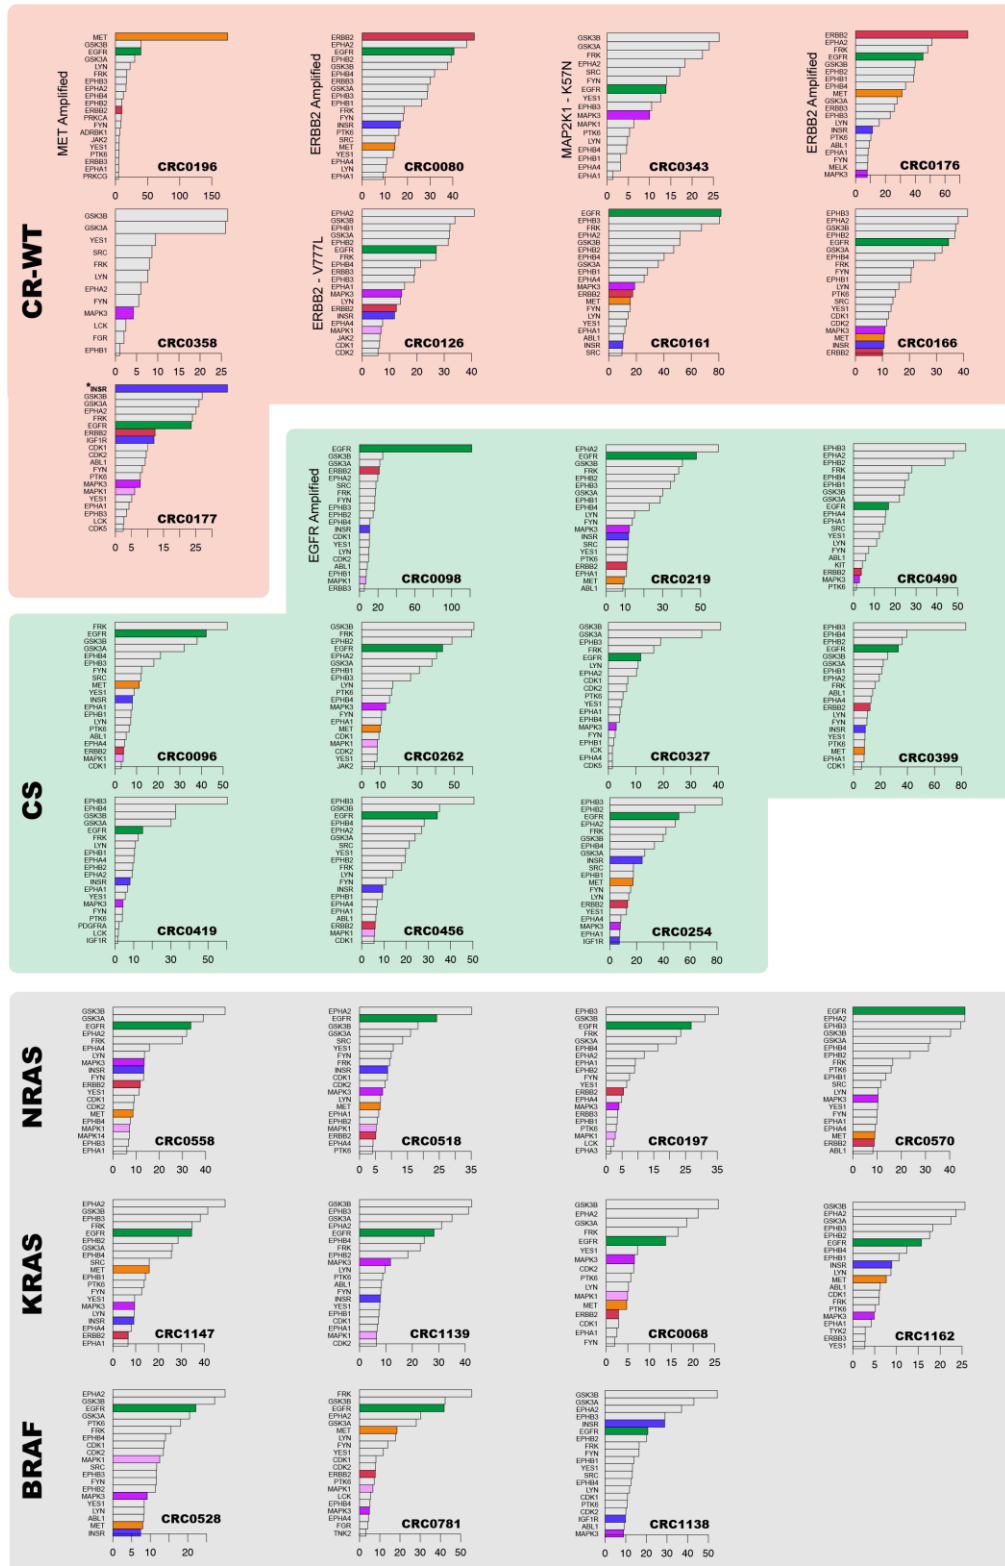 CR-WT
MET Amplified
MET
GSK3B
EGFR
GSK3A
LYN
FRK
EPHB3
EPHA2
EPHB4
EPHB2
ERBB2
PRKCA
FYN
ADRBK1
JAK2
YES1
PTK6
ERBB3
EPHA1
PRKCG
CRC0196
0 50 100 150
ERBB2 Amplified
ERBB2
EPHA2
EGFR
EPHB2
GSK3B
EPHB4
ERBB3
GSK3A
EPHB3
EPHB1
FRK
FYN
INSR
PTK6
SRC
MET
YES1
EPHA4
LYN
EPHA1
CRC0080
0 10 20 30 40
MAP2K1 - K57N
GSK3B
GSK3A
FRK
EPHA2
SRC
FYN
EGFR
YES1
EPHB3
MAPK3
MAPK1
PTK6
LYN
EPHB4
EPHB1
EPHA4
EPHA1
CRC0343
0 5 10 15 20 25
ERBB2 Amplified
ERBB2
EPHA2
FRK
EGFR
GSK3B
EPHB2
EPHB1
EPHB4
MET
GSK3A
ERBB3
EPHB3
LYN
INSR
PTK6
ABL1
EPHA1
FYN
MELK
MAPK3
CRC0176
0 10 30 50 70
GSK3B
GSK3A
YES1
SRC
FRK
LYN
EPHA2
FYN
MAPK3
LCK
FGR
EPHB1
CRC0358
0 5 10 15 20 25
ERBB2 - V777L
EPHA2
GSK3B
EPHB1
GSK3A
EPHB2
EGFR
FRK
EPHB4
ERBB3
EPHB3
EPHA1
MAPK3
LYN
ERBB2
INSR
EPHA4
MAPK1
JAK2
CDK1
CDK2
CRC0126
0 10 20 30 40
EGFR
EPHB3
FRK
EPHA2
GSK3B
EPHB2
EPHB4
GSK3A
EPHB1
EPHA4
MAPK3
ERBB2
MET
FYN
LYN
YES1
EPHA1
ABL1
INSR
SRC
CRC0161
0 20 40 60 80
EPHB3
EPHA2
GSK3B
EPHB2
EGFR
GSK3A
EPHB4
FRK
FYN
EPHB1
LYN
PTK6
SRC
YES1
CDK1
CDK2
MAPK3
MET
INSR
ERBB2
CRC0166
0 10 20 30 40
*INSR
GSK3B
GSK3A
EPHA2
FRK
EGFR
ERBB2
IGF1R
CDK1
CDK2
ABL1
FYN
PTK6
MAPK3
MAPK1
YES1
EPHA1
EPHB3
LCK
CDK5
CRC0177
0 10 20 30
CS
EGFR Amplified
EGFR
GSK3B
GSK3A
ERBB2
EPHA2
SRC
FRK
FYN
EPHB3
EPHB2
EPHB4
INSR
CDK1
YES1
LYN
CDK2
ABL1
EPHB1
MAPK1
ERBB3
CRC0098
0 20 60 100
EPHA2
EGFR
GSK3B
FRK
EPHB2
EPHB3
GSK3A
EPHB1
EPHB4
LYN
FYN
MAPK3
INSR
SRC
YES1
PTK6
ERBB2
EPHA1
MET
ABL1
CRC0219
0 10 30 50
EPHB3
EPHA2
EPHB2
FRK
EPHB4
EPHB1
GSK3B
GSK3A
EGFR
EPHA4
EPHA1
SRC
YES1
LYN
FYN
ABL1
KIT
ERBB2
MAPK3
PTK6
CRC0490
0 10 20 30 40 50
FRK
EGFR
GSK3B
GSK3A
EPHB4
EPHB3
FYN
SRC
MET
YES1
INSR
EPHA1
EPHB1
LYN
PTK6
ABL1
EPHA4
ERBB2
MAPK1
CDK1
CRC0096
0 10 20 30 40 50
GSK3B
FRK
EPHB2
EGFR
EPHA2
GSK3A
EPHB1
EPHB3
LYN
PTK6
EPHB4
MAPK3
FYN
EPHA1
MET
CDK1
MAPK1
CDK2
YES1
JAK2
CRC0262
0 10 20 30 40 50 60
GSK3B
GSK3A
EPHB3
FRK
EGFR
LYN
EPHA2
CDK1
CDK2
PTK6
YES1
EPHA1
EPHB4
MAPK3
FYN
EPHB1
ICK
EPHA4
CDK5
CRC0327
0 10 20 30 40
EPHB3
EPHB4
EPHB2
EGFR
GSK3B
GSK3A
EPHB1
EPHA2
FRK
ABL1
EPHA4
ERBB2
LYN
FYN
INSR
YES1
PTK6
MET
EPHA1
CDK1
CRC0399
0 20 40 60 80
EPHB3
EPHB4
GSK3B
GSK3A
EGFR
FRK
LYN
EPHB1
EPHA4
EPHB2
EPHA2
INSR
EPHA1
YES1
MAPK3
FYN
PTK6
PDGFRA
LCK
IGF1R
CRC0419
0 10 20 30 40 50
EPHB3
GSK3B
EGFR
EPHB4
EPHA2
GSK3A
SRC
YES1
EPHB2
FRK
LYN
FYN
INSR
EPHB1
EPHA4
EPHA1
ABL1
ERBB2
MAPK1
CDK1
CRC0456
0 10 20 30 40 50
EPHB3
EPHB2
EGFR
EPHA2
FRK
GSK3B
EPHB4
GSK3A
INSR
SRC
EPHB1
MET
FYN
LYN
ERBB2
YES1
EPHA4
MAPK3
EPHA1
IGF1R
CRC0254
0 20 40 60 80
NRAS
GSK3B
GSK3A
EGFR
EPHA2
FRK
EPHA4
LYN
MAPK3
INSR
FYN
ERBB2
YES1
CDK1
CDK2
MET
EPHB4
MAPK1
MAPK14
EPHB3
EPHA1
CRC0558
0 10 20 30 40
EPHA2
EGFR
GSK3B
GSK3A
SRC
YES1
FYN
FRK
INSR
CDK1
CDK2
MAPK3
LYN
MET
EPHA1
EPHB2
MAPK1
ERBB2
EPHA4
PTK6
CRC0518
0 5 15 25 35
EPHB3
GSK3B
EGFR
FRK
GSK3A
EPHB4
EPHA2
EPHA1
EPHB2
FYN
YES1
ERBB2
EPHA4
MAPK3
ERBB3
EPHB1
PTK6
MAPK1
LCK
EPHA3
CRC0197
0 5 15 25 35
EGFR
EPHA2
EPHB3
GSK3B
GSK3A
EPHB4
EPHB2
FRK
PTK6
EPHB1
SRC
LYN
MAPK3
YES1
FYN
EPHA1
EPHA4
MET
ERBB2
ABL1
CRC0570
0 10 20 30 40
KRAS
EPHA2
GSK3B
EPHB3
FRK
EGFR
EPHB2
GSK3A
EPHB4
SRC
MET
EPHB1
PTK6
FYN
YES1
MAPK3
LYN
INSR
EPHA4
ERBB2
EPHA1
CRC1147
0 10 20 30 40
GSK3B
EPHB3
GSK3A
EPHA2
EGFR
EPHB4
FRK
EPHB2
MAPK3
LYN
PTK6
ABL1
FYN
INSR
YES1
EPHB1
CDK1
EPHA1
MAPK1
CDK2
CRC1139
0 10 20 30 40
GSK3B
EPHA2
GSK3A
FRK
EGFR
YES1
MAPK3
CDK2
PTK6
LYN
MAPK1
MET
ERBB2
CDK1
EPHA1
FYN
CRC0068
0 5 10 15 20 25
GSK3B
EPHA2
GSK3A
EPHB3
EPHB2
EGFR
EPHB4
EPHB1
INSR
LYN
MET
ABL1
CDK1
FRK
PTK6
MAPK3
EPHA1
TYK2
ERBB3
YES1
CRC1162
0 5 10 15 20 25
BRAF
EPHA2
GSK3B
EGFR
GSK3A
PTK6
FRK
EPHB4
CDK1
CDK2
MAPK1
SRC
EPHB3
FYN
EPHB2
MAPK3
YES1
LYN
ABL1
MET
INSR
CRC0528
0 5 10 20
FRK
GSK3B
EGFR
EPHA2
GSK3A
MET
LYN
FYN
YES1
CDK1
CDK2
ERBB2
PTK6
MAPK1
LCK
EPHB4
MAPK3
EPHA4
FGR
TNK2
CRC0781
0 10 20 30 40 50
GSK3B
GSK3A
EPHA2
EPHB3
INSR
EGFR
EPHB2
FRK
FYN
EPHB1
YES1
SRC
EPHB4
LYN
CDK1
PTK6
CDK2
IGF1R
ABL1
MAPK3
CRC1138
0 10 20 30 40 50